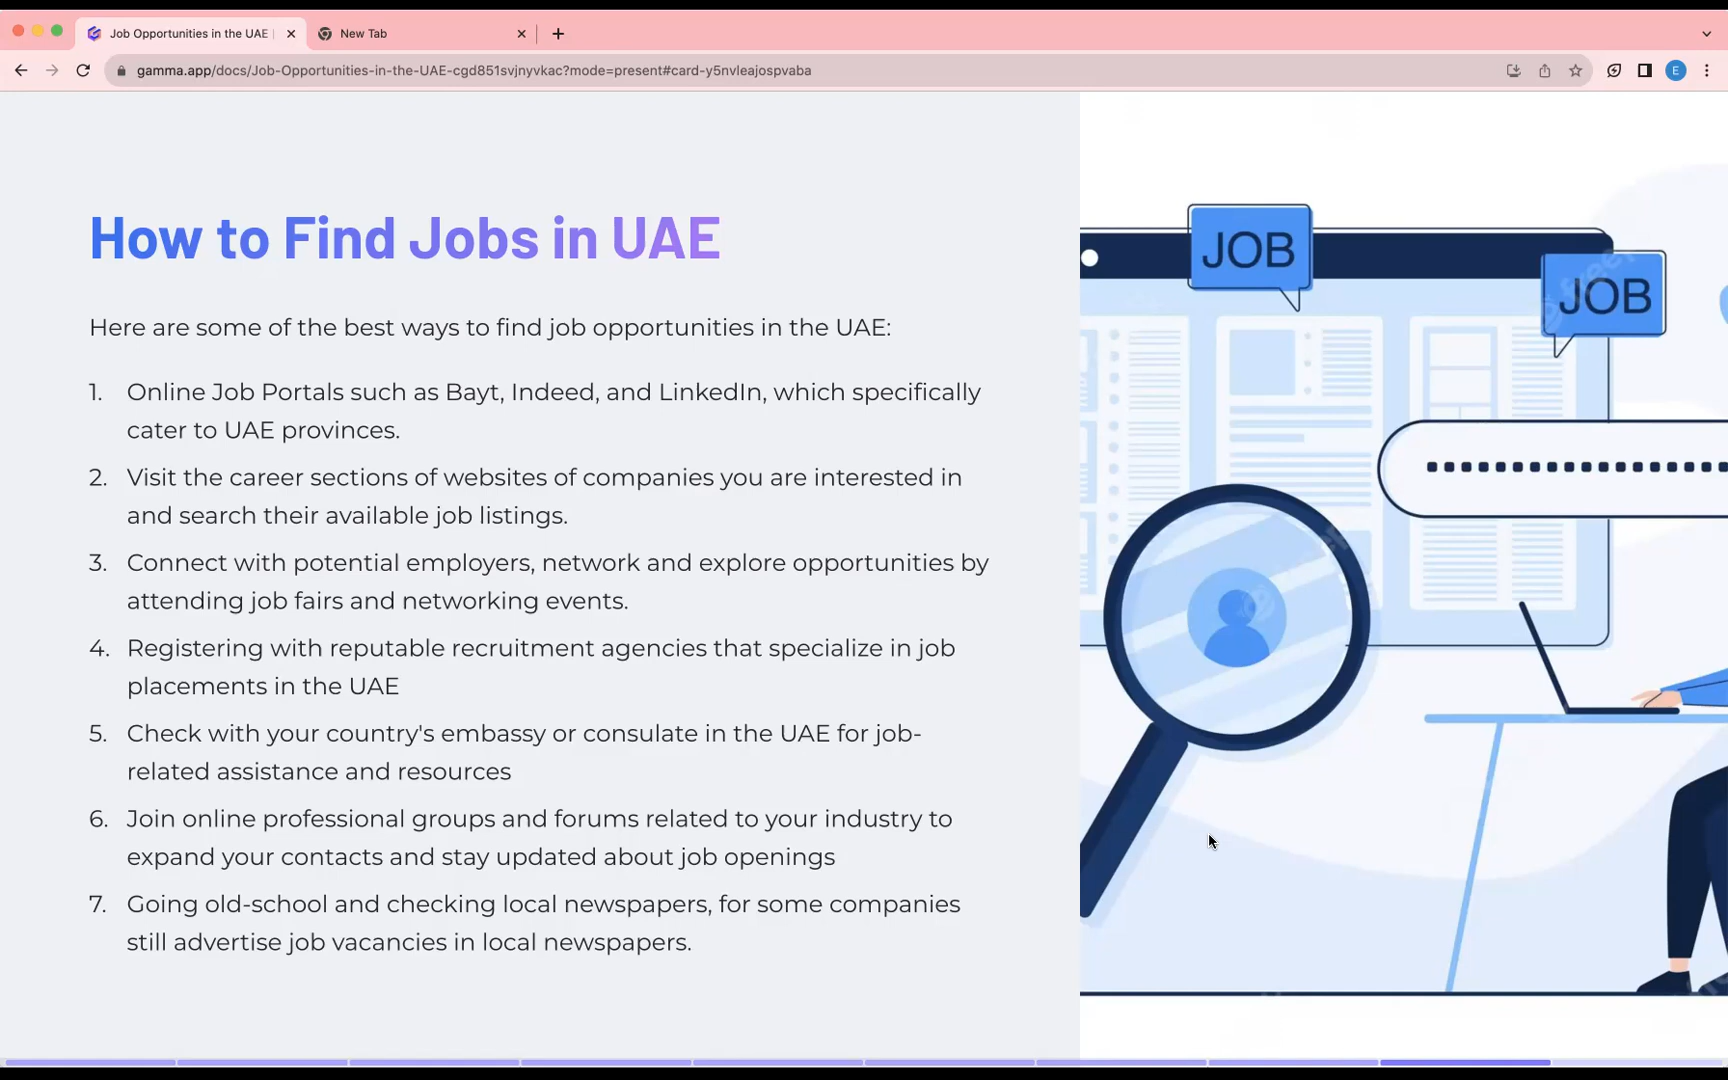 Job Opportunities in the UAE
New Tab
gamma.app/docs/Job-Opportunities-in-the-UAE-cgd851svjnyvkac?mode=present#card-y5nvleajospvaba
E
How to Find Jobs in UAE
Here are some of the best ways to find job opportunities in the UAE:
1. Online Job Portals such as Bayt, Indeed, and LinkedIn, which specifically
cater to UAE provinces.
2. Visit the career sections of websites of companies you are interested in
and search their available job listings.
3. Connect with potential employers, network and explore opportunities by
attending job fairs and networking events.
4. Registering with reputable recruitment agencies that specialize in job
placements in the UAE
5. Check with your country's embassy or consulate in the UAE for job-
related assistance and resources
6. Join online professional groups and forums related to your industry to
expand your contacts and stay updated about job openings
7. Going old-school and checking local newspapers, for some companies
still advertise job vacancies in local newspapers.
JOB
JOB